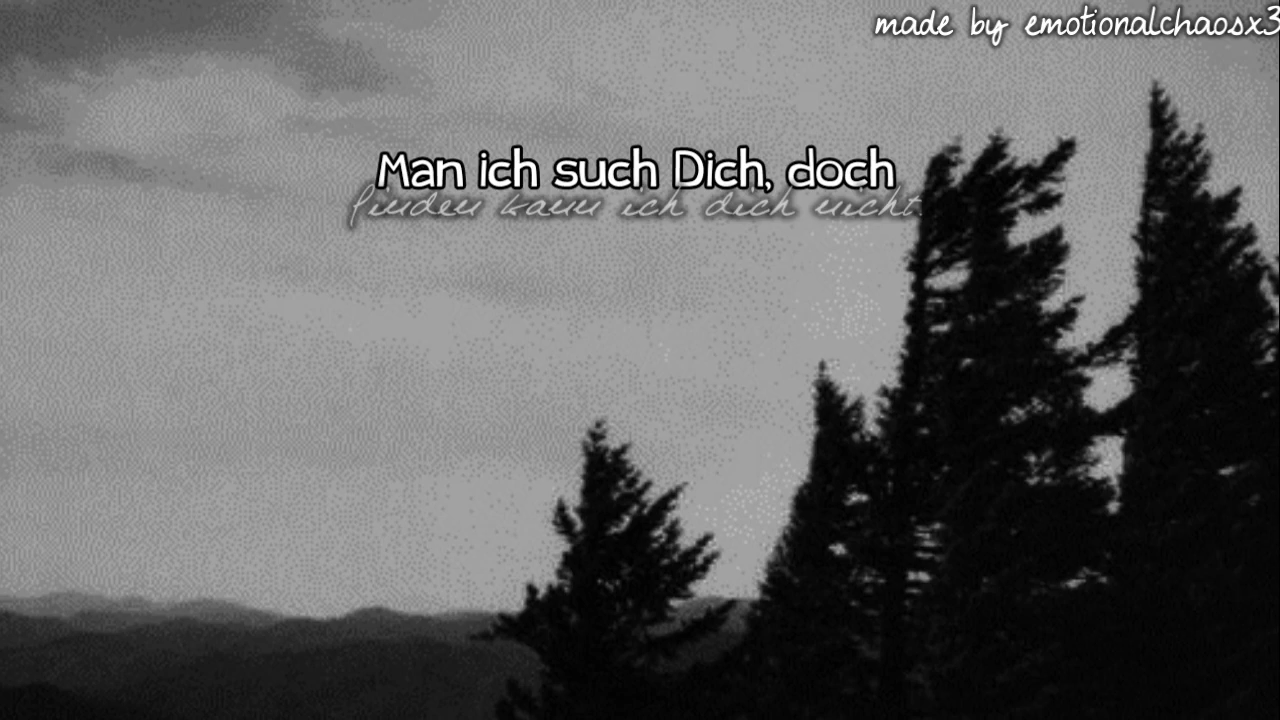 made by emotionalchaosx3
Man ich such Dich, doch
finden kann ich dich nicht.